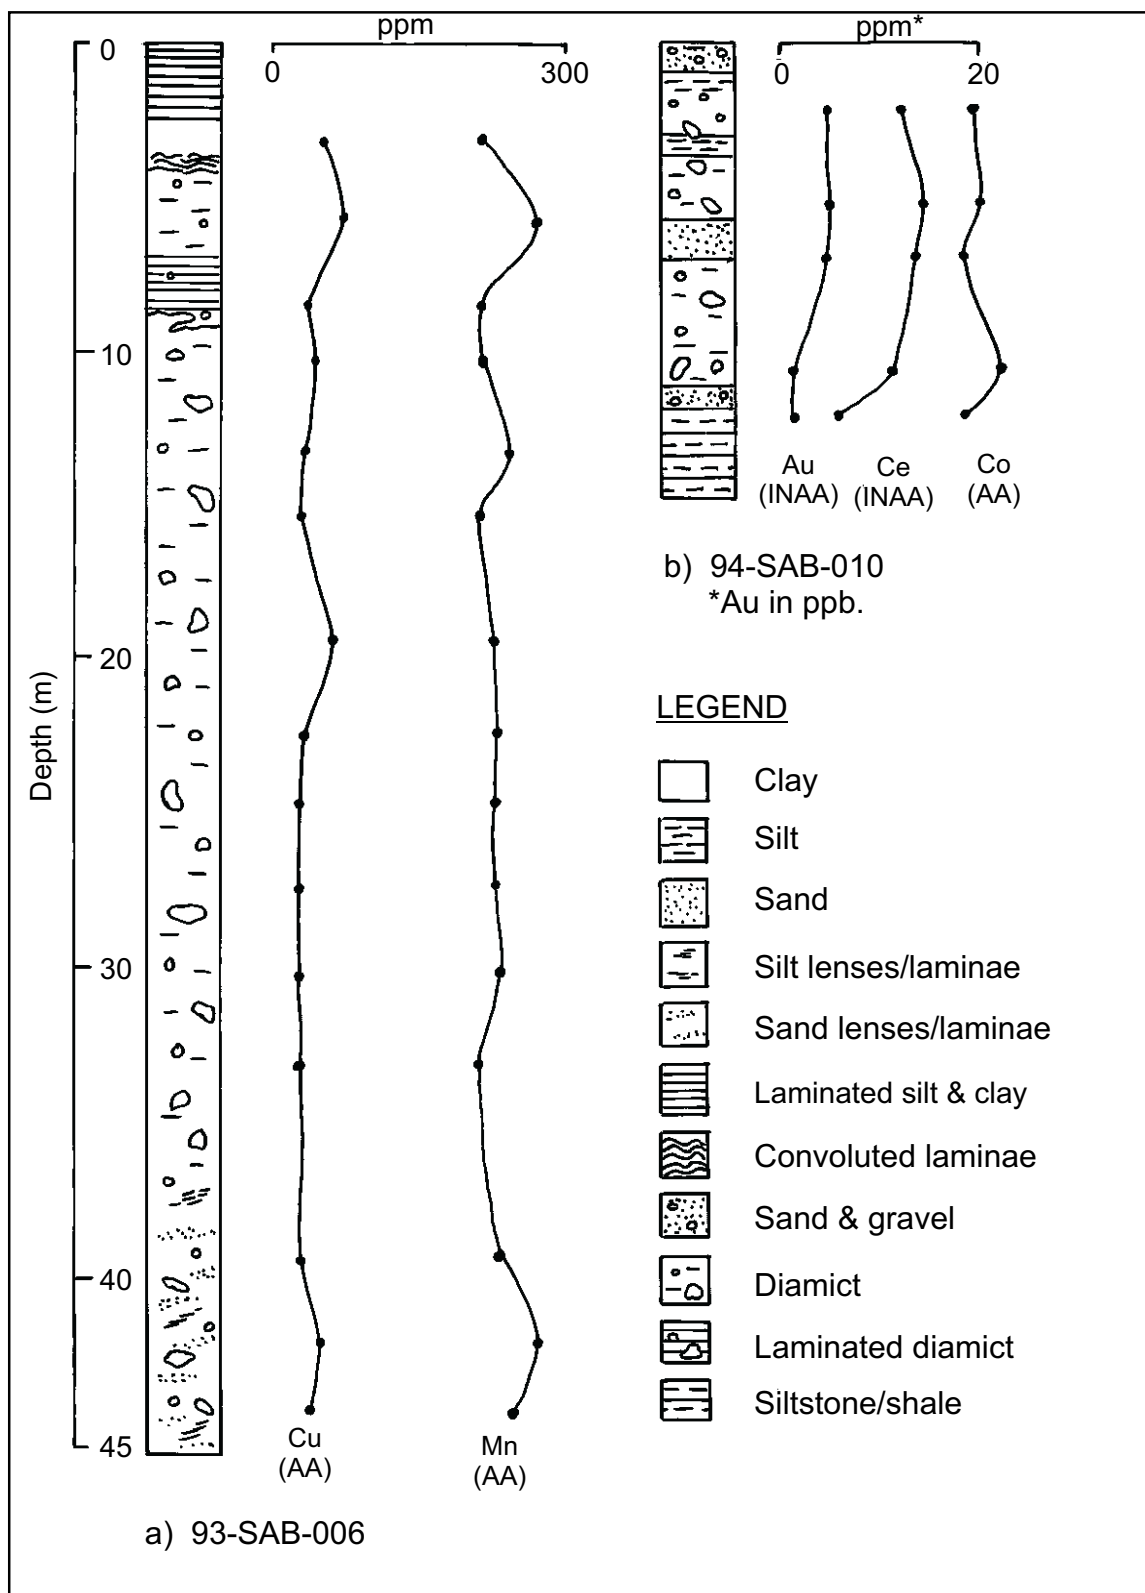 ppm
0
300
0
10
20
30
40
45
Depth (m)
Cu
(AA)
Mn
(AA)
a) 93-SAB-006
ppm*
0
20
Au
(INAA)
Ce
(INAA)
Co
(AA)
b) 94-SAB-010
*Au in ppb.
LEGEND
Clay
Silt
Sand
Silt lenses/laminae
Sand lenses/laminae
Laminated silt & clay
Convoluted laminae
Sand & gravel
Diamict
Laminated diamict
Siltstone/shale